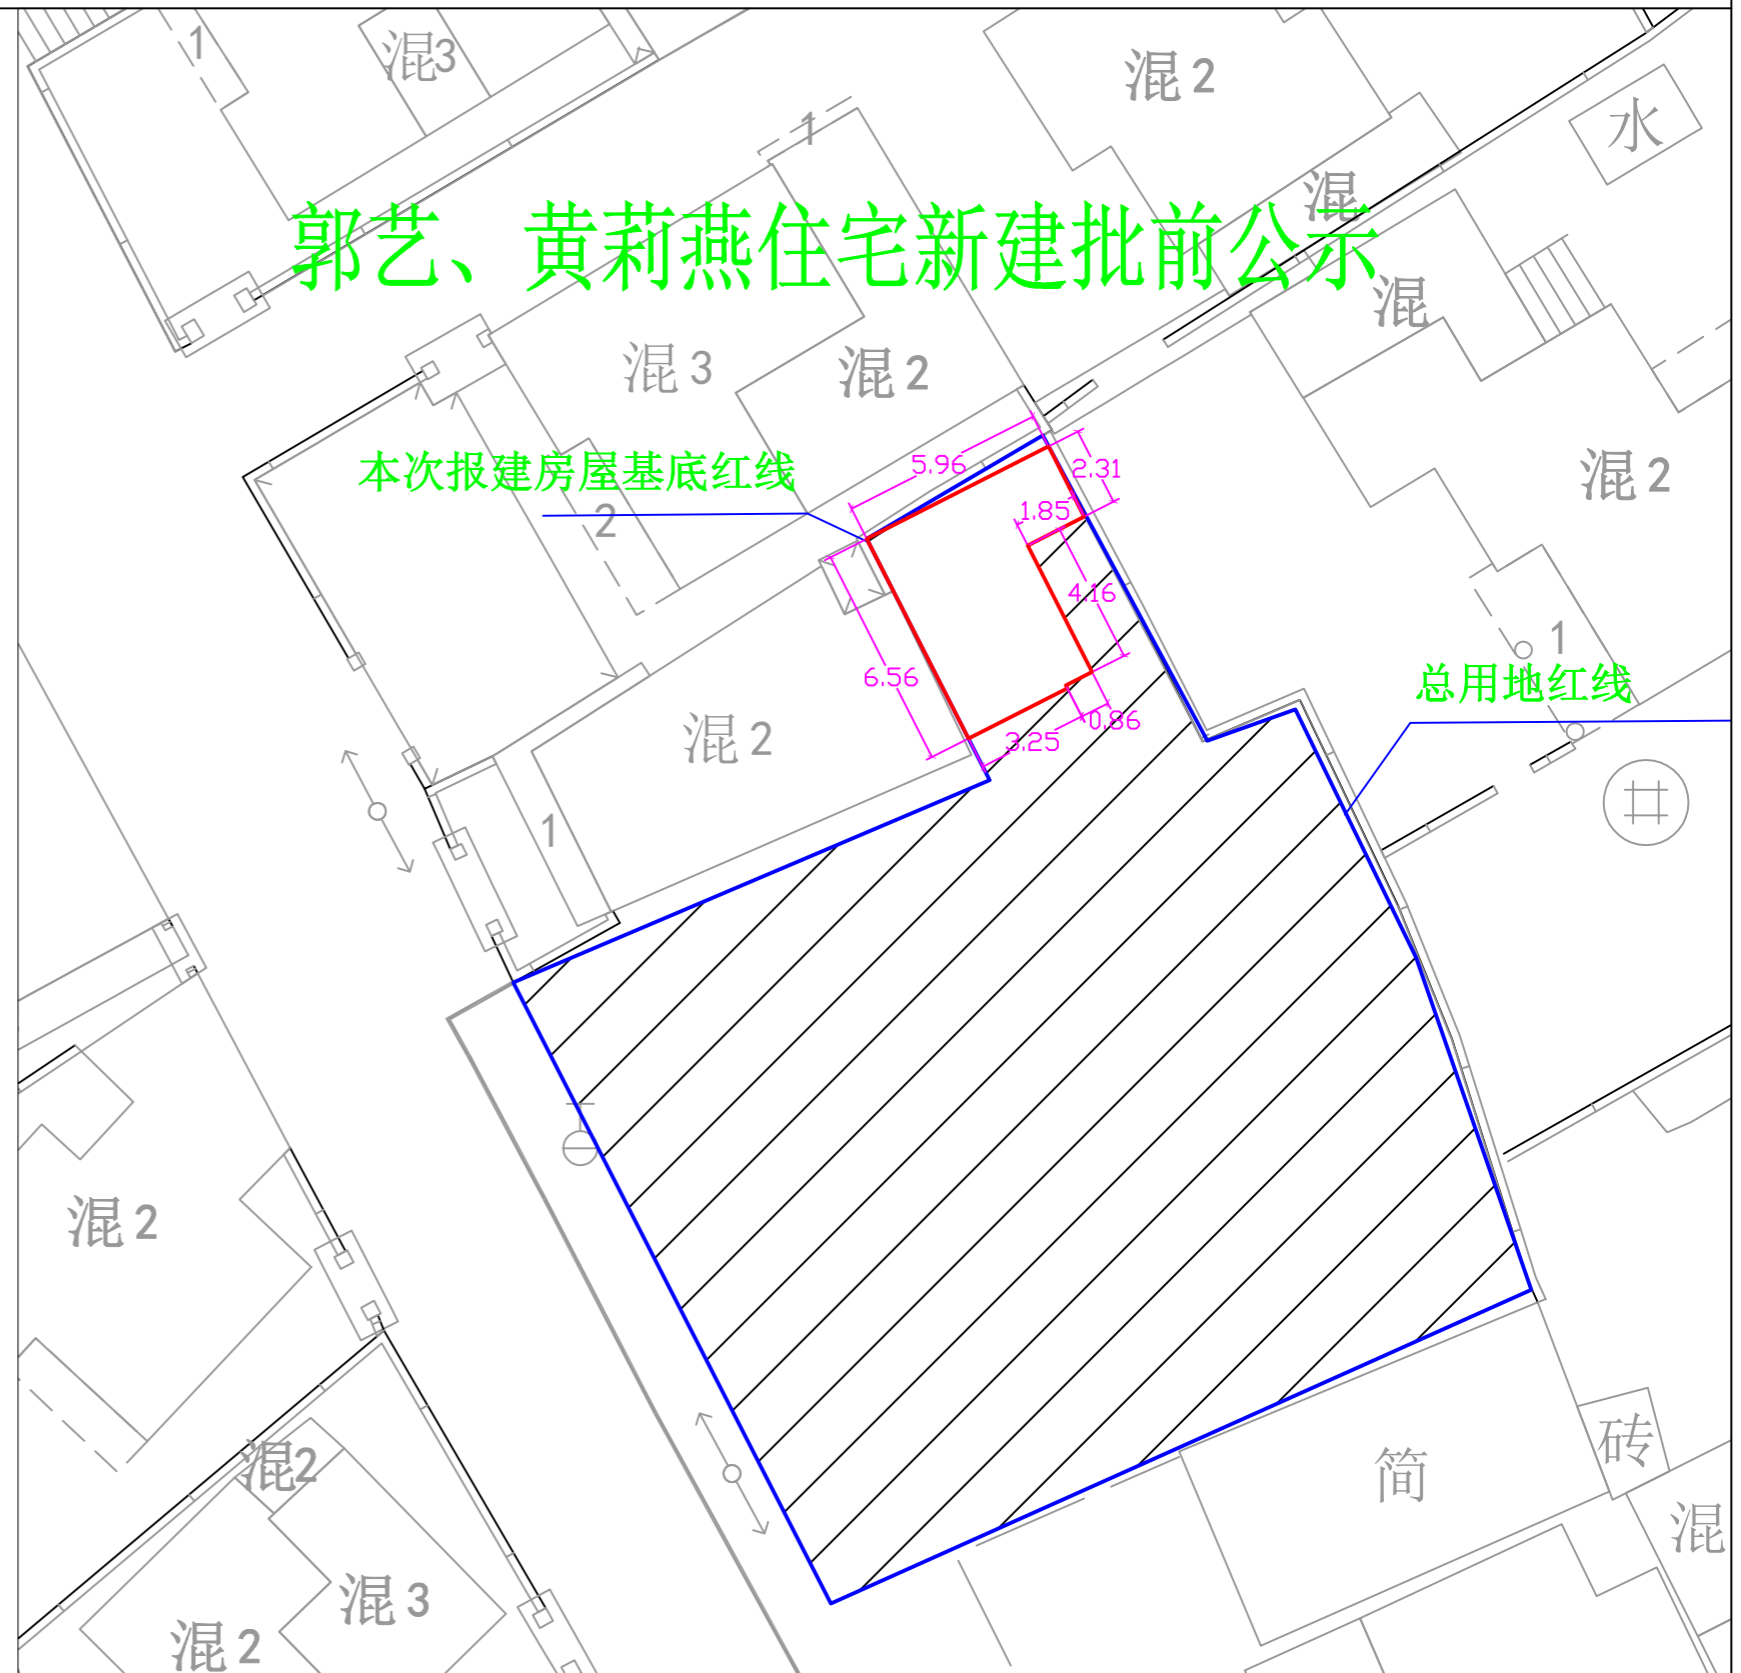 1
混3
混2
水
1
混
郭艺、黄莉燕住宅新建批前公示
混
混3
混2
本次报建房屋基底红线
5.96
2.31
混2
2
1.85
4.16
1
6.56
总用地红线
0.86
混2
3.25
1
混2
混2
砖
简
混
混3
混2